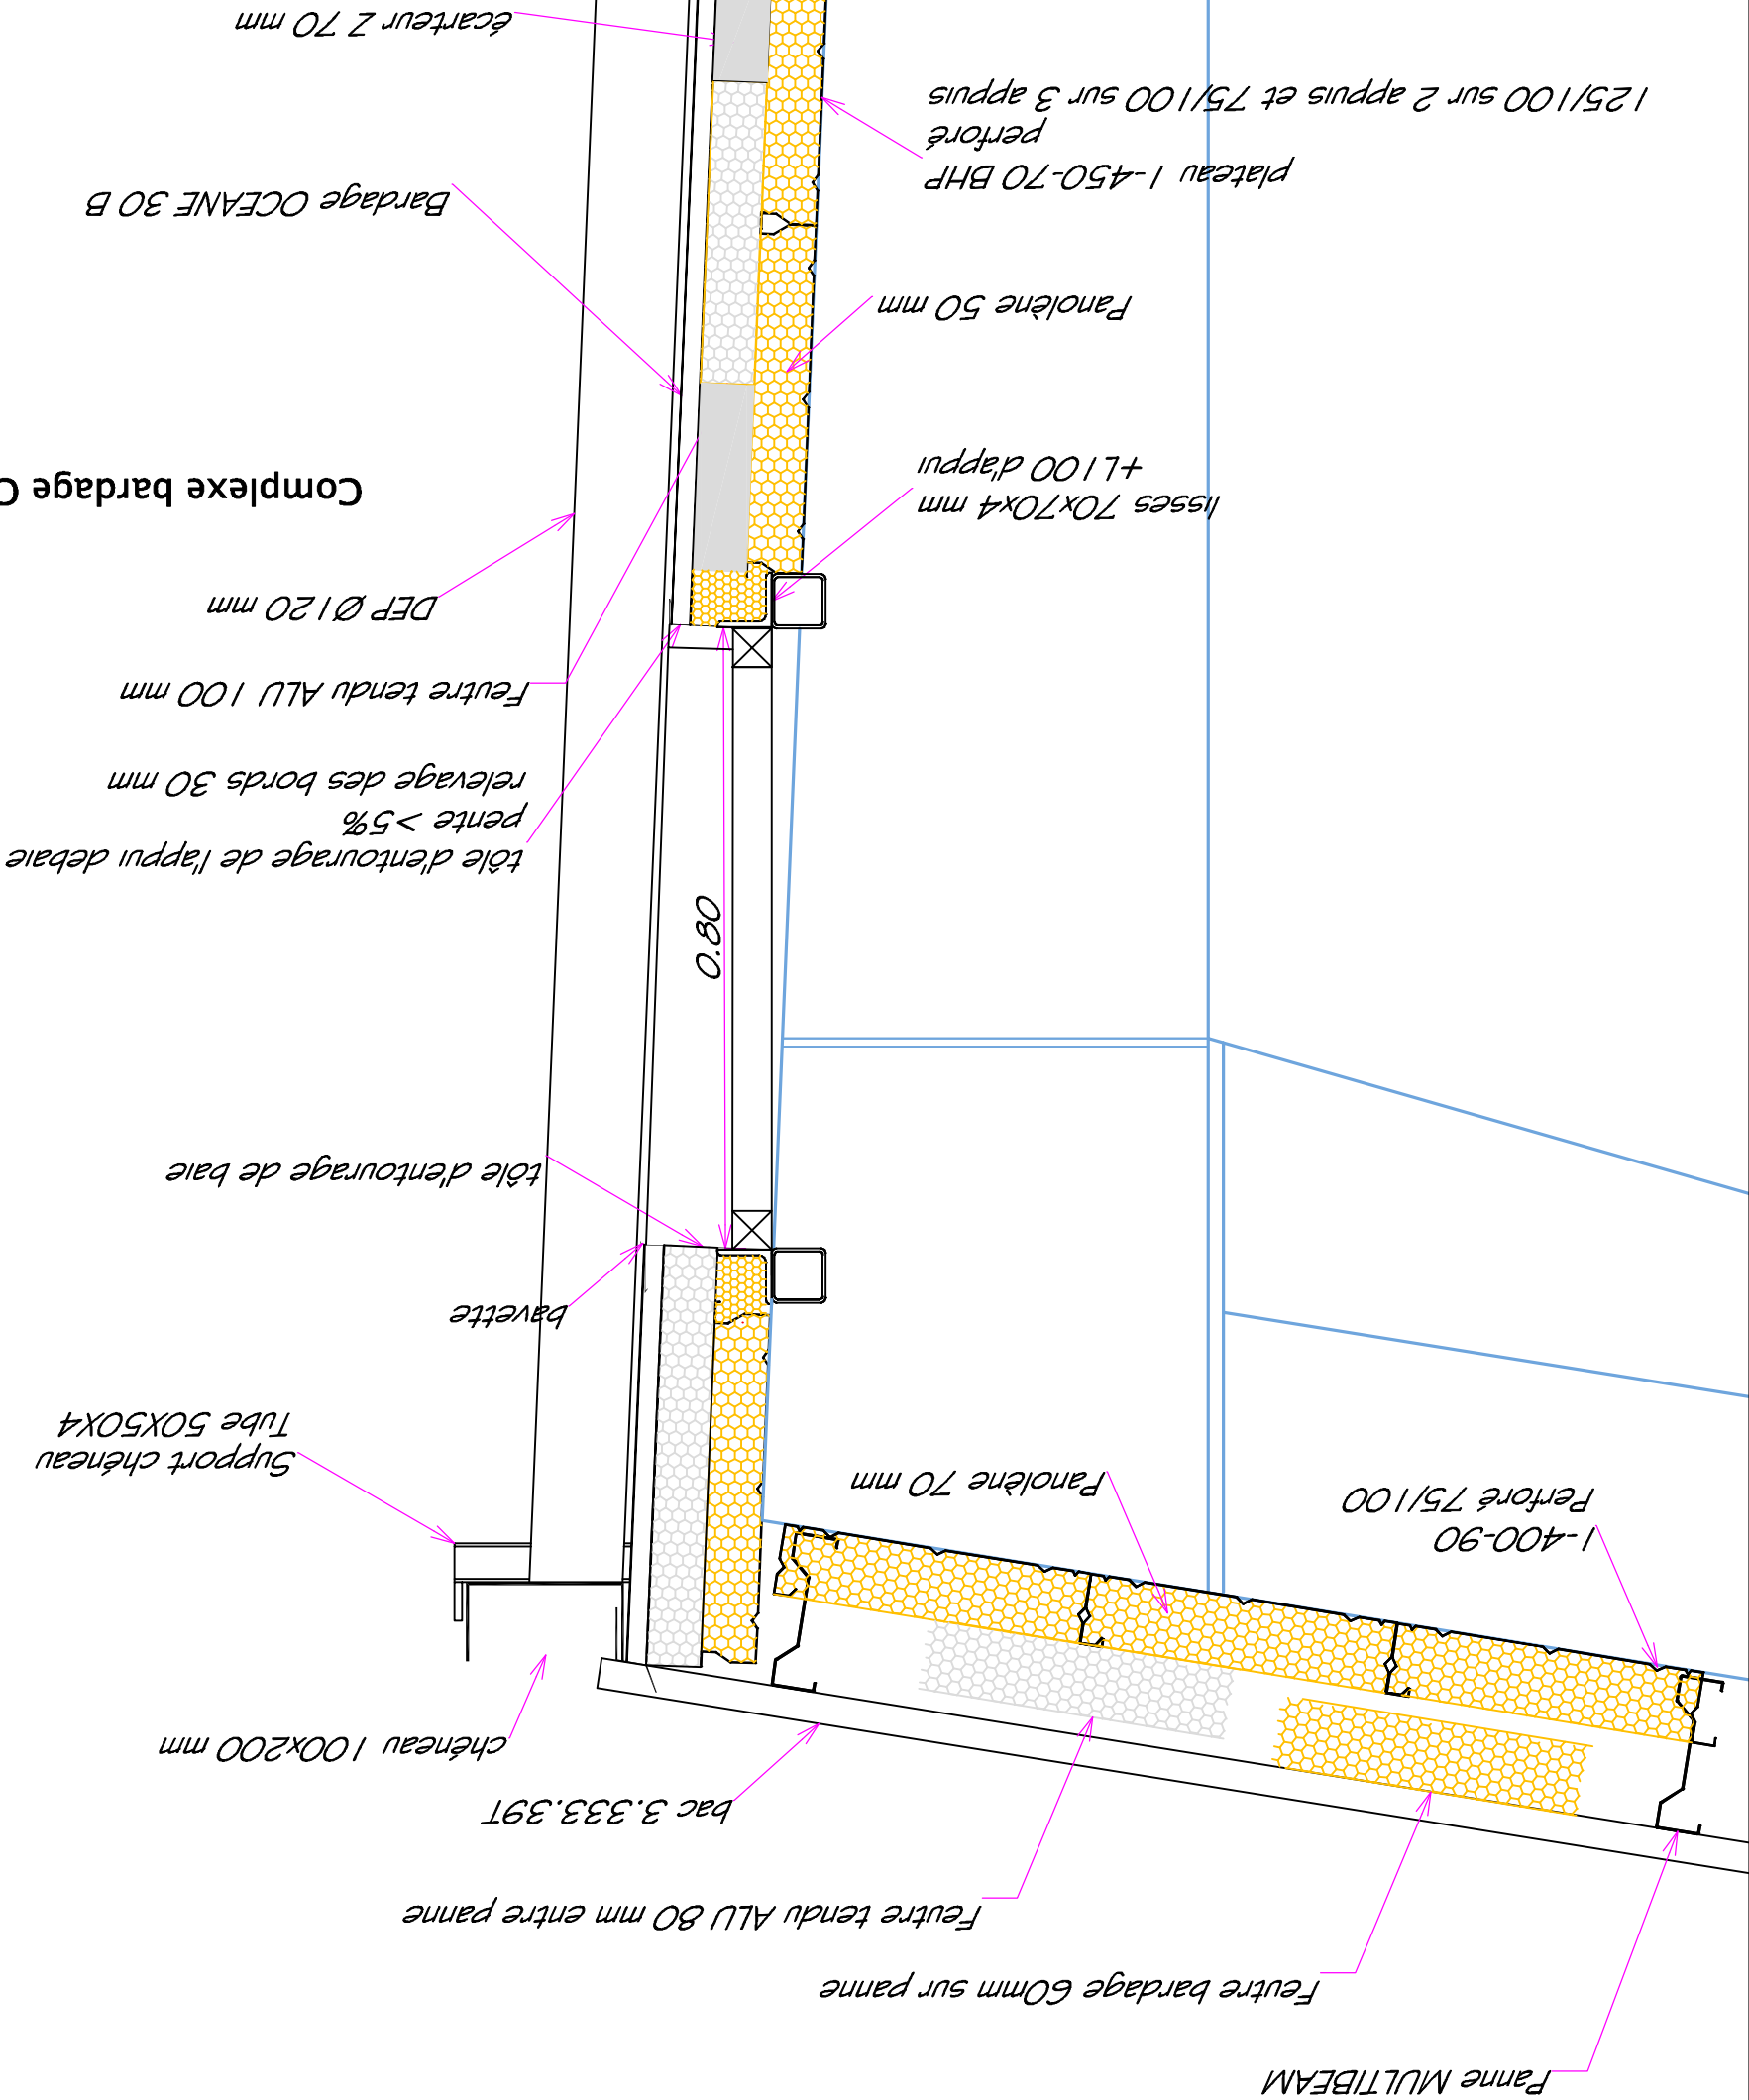 Panne MULTIBEAM
Feutre bardage 60mm sur panne
Feutre tendu ALU 80 mm entre panne
bac 3.333.39T
chéneau 100x200 mm
1-400-90
Perforé 75/100
Panolène 70 mm
Support chéneau
Tube 50X50X4
bavette
tôle d'entourage de baie
0.80
tôle d'entourage de l'appui debaie
pente >5%
relevage des bords 30 mm
Feutre tendu ALU 100 mm
DEP Ø120 mm
lisses 70x70x4 mm
+L100 d'appui
Complexe bardage
Panolène 50 mm
Bardage OCEANE 30 B
plateau 1-450-70 BHP
perforé
125/100 sur 2 appuis et 75/100 sur 3 appuis
écarteur Z 70 mm